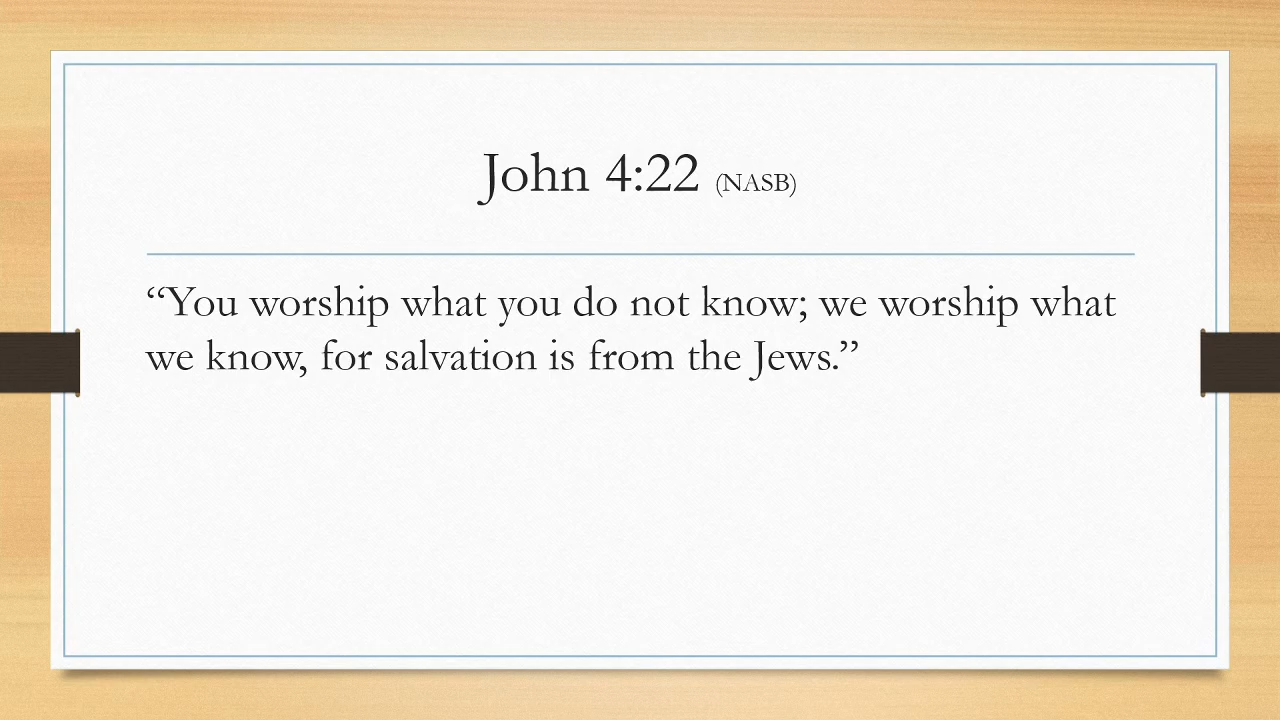 John 4:22 (NASB)
“You worship what you do not know; we worship what
we know, for salvation is from the Jews.”